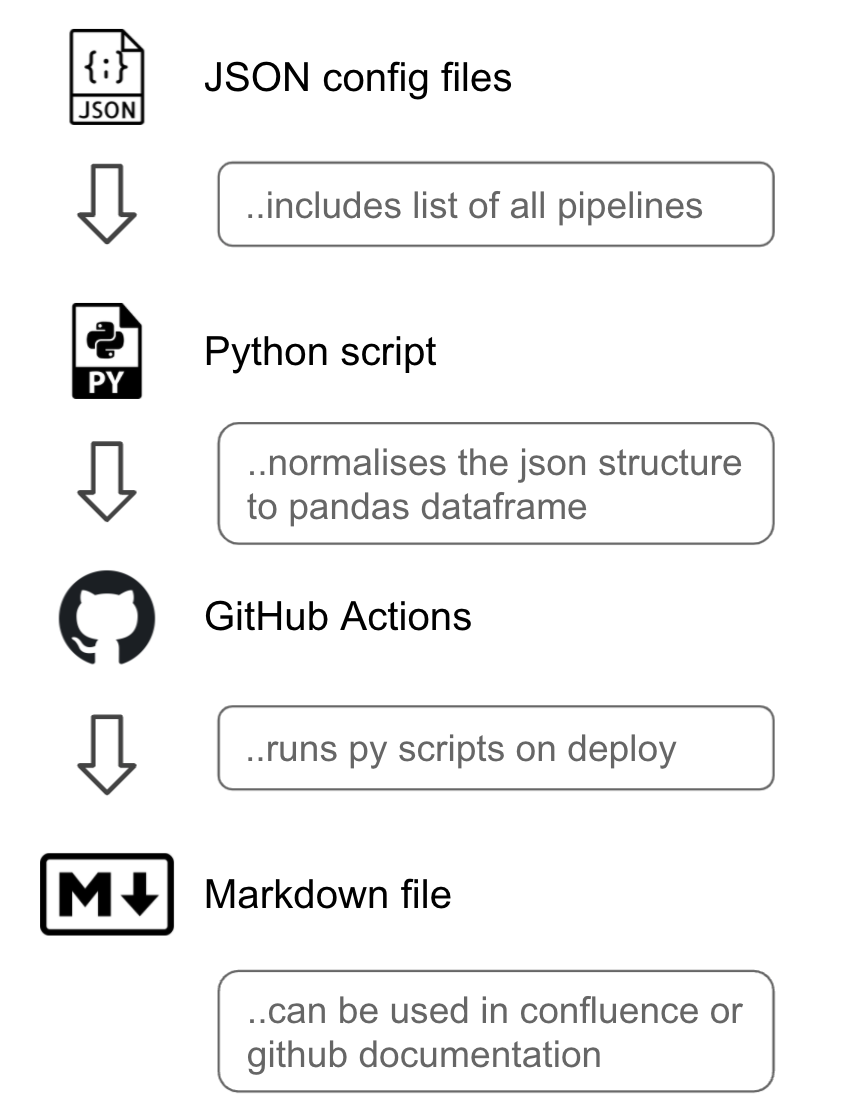 {;}
JSON
JSON config files
..includes list of all pipelines
PY
Python script
..normalises the json structure
to pandas dataframe
GitHub Actions
..runs py scripts on deploy
M
Markdown file
..can be used in confluence or
github documentation